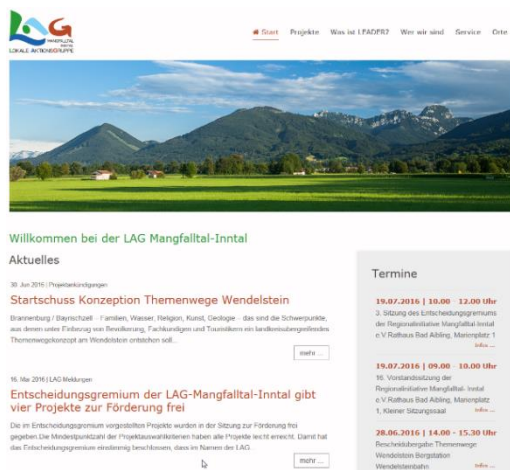 LAG
MANGFALLTAL
INNTAL
LOKALE AKTIONSGRUPPE
Start Projekte Was ist LEADER? Wer wir sind Service Orte
Willkommen bei der LAG Mangfalltal-Inntal
Aktuelles
30. Jun 2016 | Projektankündigungen
Startschuss Konzeption Themenwege Wendelstein
Brannenburg / Bayrischzell - Familien, Wasser, Religion, Kunst, Geologie - das sind die Schwerpunkte,
aus denen unter Einbezug von Bevölkerung, Fachkundigen und Touristikern ein landkreisübergreifendes
Themenwegekonzept am Wendelstein entstehen soll...
mehr ...
16. Mar 2016 | LAG Meldungen
Entscheidungsgremium der LAG-Mangfalltal-Inntal gibt
vier Projekte zur Förderung frei
Die im Entscheidungsgremium vorgestellten Projekte wurden in der Sitzung zur Förderung frei
gegeben.Die Mindestpunktzahl der Projektauswahlkriterien haben alle Projekte leicht erreicht. Damit hat
das Entscheidungsgremium einstimmig beschlossen, dass im Namen der LAG...
mehr ...
Termine
19.07.2016 | 10.00 - 12.00 Uhr
3. Sitzung des Entscheidungsgremiums
der Regionalinitiative Mangfalltal-Inntal
e.V.Rathaus Bad Aibling, Marienplatz 1
Infos ...
19.07.2016 | 09.00 - 10.00 Uhr
16. Vorstandssitzung der
Regionalinitiative Mangfalltal- Inntal
e.V.Rathaus Bad Aibling, Marienplatz
1, Kleiner Sitzungssaal
Infos ...
28.06.2016 | 14.00 - 15.30 Uhr
Bescheidübergabe Themenwege
Wendelstein Bergstation
Wendelsteinbahn
Infos ...